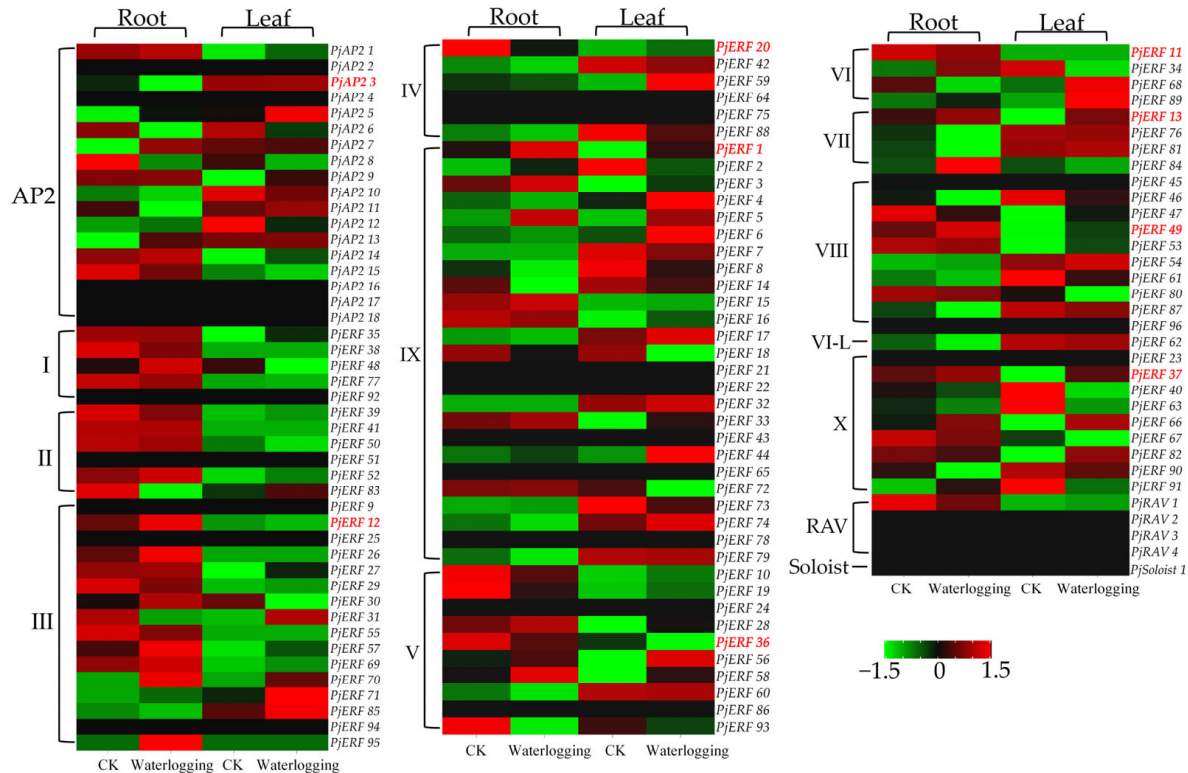 Root Leaf
AP2
PjAP2 1
PjAP2 2
PjAP2 3
PjAP2 4
PjAP2 5
PjAP2 6
PjAP2 7
PjAP2 8
PjAP2 9
PjAP2 10
PjAP2 11
PjAP2 12
PjAP2 13
PjAP2 14
PjAP2 15
PjAP2 16
PjAP2 17
PjAP2 18
I
PjERF 35
PjERF 38
PjERF 48
PjERF 77
PjERF 92
II
PjERF 39
PjERF 41
PjERF 50
PjERF 51
PjERF 52
PjERF 83
III
PjERF 9
PjERF 12
PjERF 25
PjERF 26
PjERF 27
PjERF 29
PjERF 30
PjERF 31
PjERF 55
PjERF 57
PjERF 69
PjERF 70
PjERF 71
PjERF 85
PjERF 94
PjERF 95
CK Waterlogging CK Waterlogging
Root Leaf
IV
PjERF 20
PjERF 42
PjERF 59
PjERF 64
PjERF 75
PjERF 88
IX
PjERF 1
PjERF 2
PjERF 3
PjERF 4
PjERF 5
PjERF 6
PjERF 7
PjERF 8
PjERF 14
PjERF 15
PjERF 16
PjERF 17
PjERF 18
PjERF 21
PjERF 22
PjERF 32
PjERF 33
PjERF 43
PjERF 44
PjERF 65
PjERF 72
PjERF 73
PjERF 74
PjERF 78
PjERF 79
V
PjERF 10
PjERF 19
PjERF 24
PjERF 28
PjERF 36
PjERF 56
PjERF 58
PjERF 60
PjERF 86
PjERF 93
CK Waterlogging CK Waterlogging
Root Leaf
VI
PjERF 11
PjERF 34
PjERF 68
PjERF 89
VII
PjERF 13
PjERF 76
PjERF 81
PjERF 84
VIII
PjERF 45
PjERF 46
PjERF 47
PjERF 49
PjERF 53
PjERF 54
PjERF 61
PjERF 80
PjERF 87
PjERF 96
VI-L
PjERF 62
X
PjERF 23
PjERF 37
PjERF 40
PjERF 63
PjERF 66
PjERF 67
PjERF 82
PjERF 90
PjERF 91
RAV
PjRAV 1
PjRAV 2
PjRAV 3
PjRAV 4
Soloist
PjSoloist 1
CK Waterlogging CK Waterlogging
−1.5 0 1.5